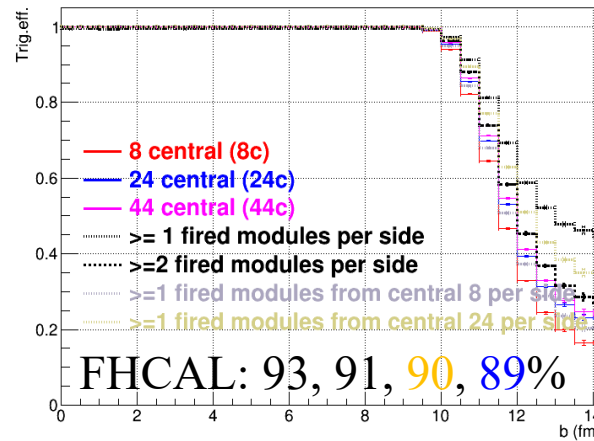 Trig.eff.
1
0.8
0.6
0.4
0.2
0
8 central (8c)
24 central (24c)
44 central (44c)
>= 1 fired modules per side
>=2 fired modules per side
>=1 fired modules from central 8 per side
>=1 fired modules from central 24 per side
FHCAL: 93, 91, 90, 89%
0 2 4 6 8 10 12 14
b (fm